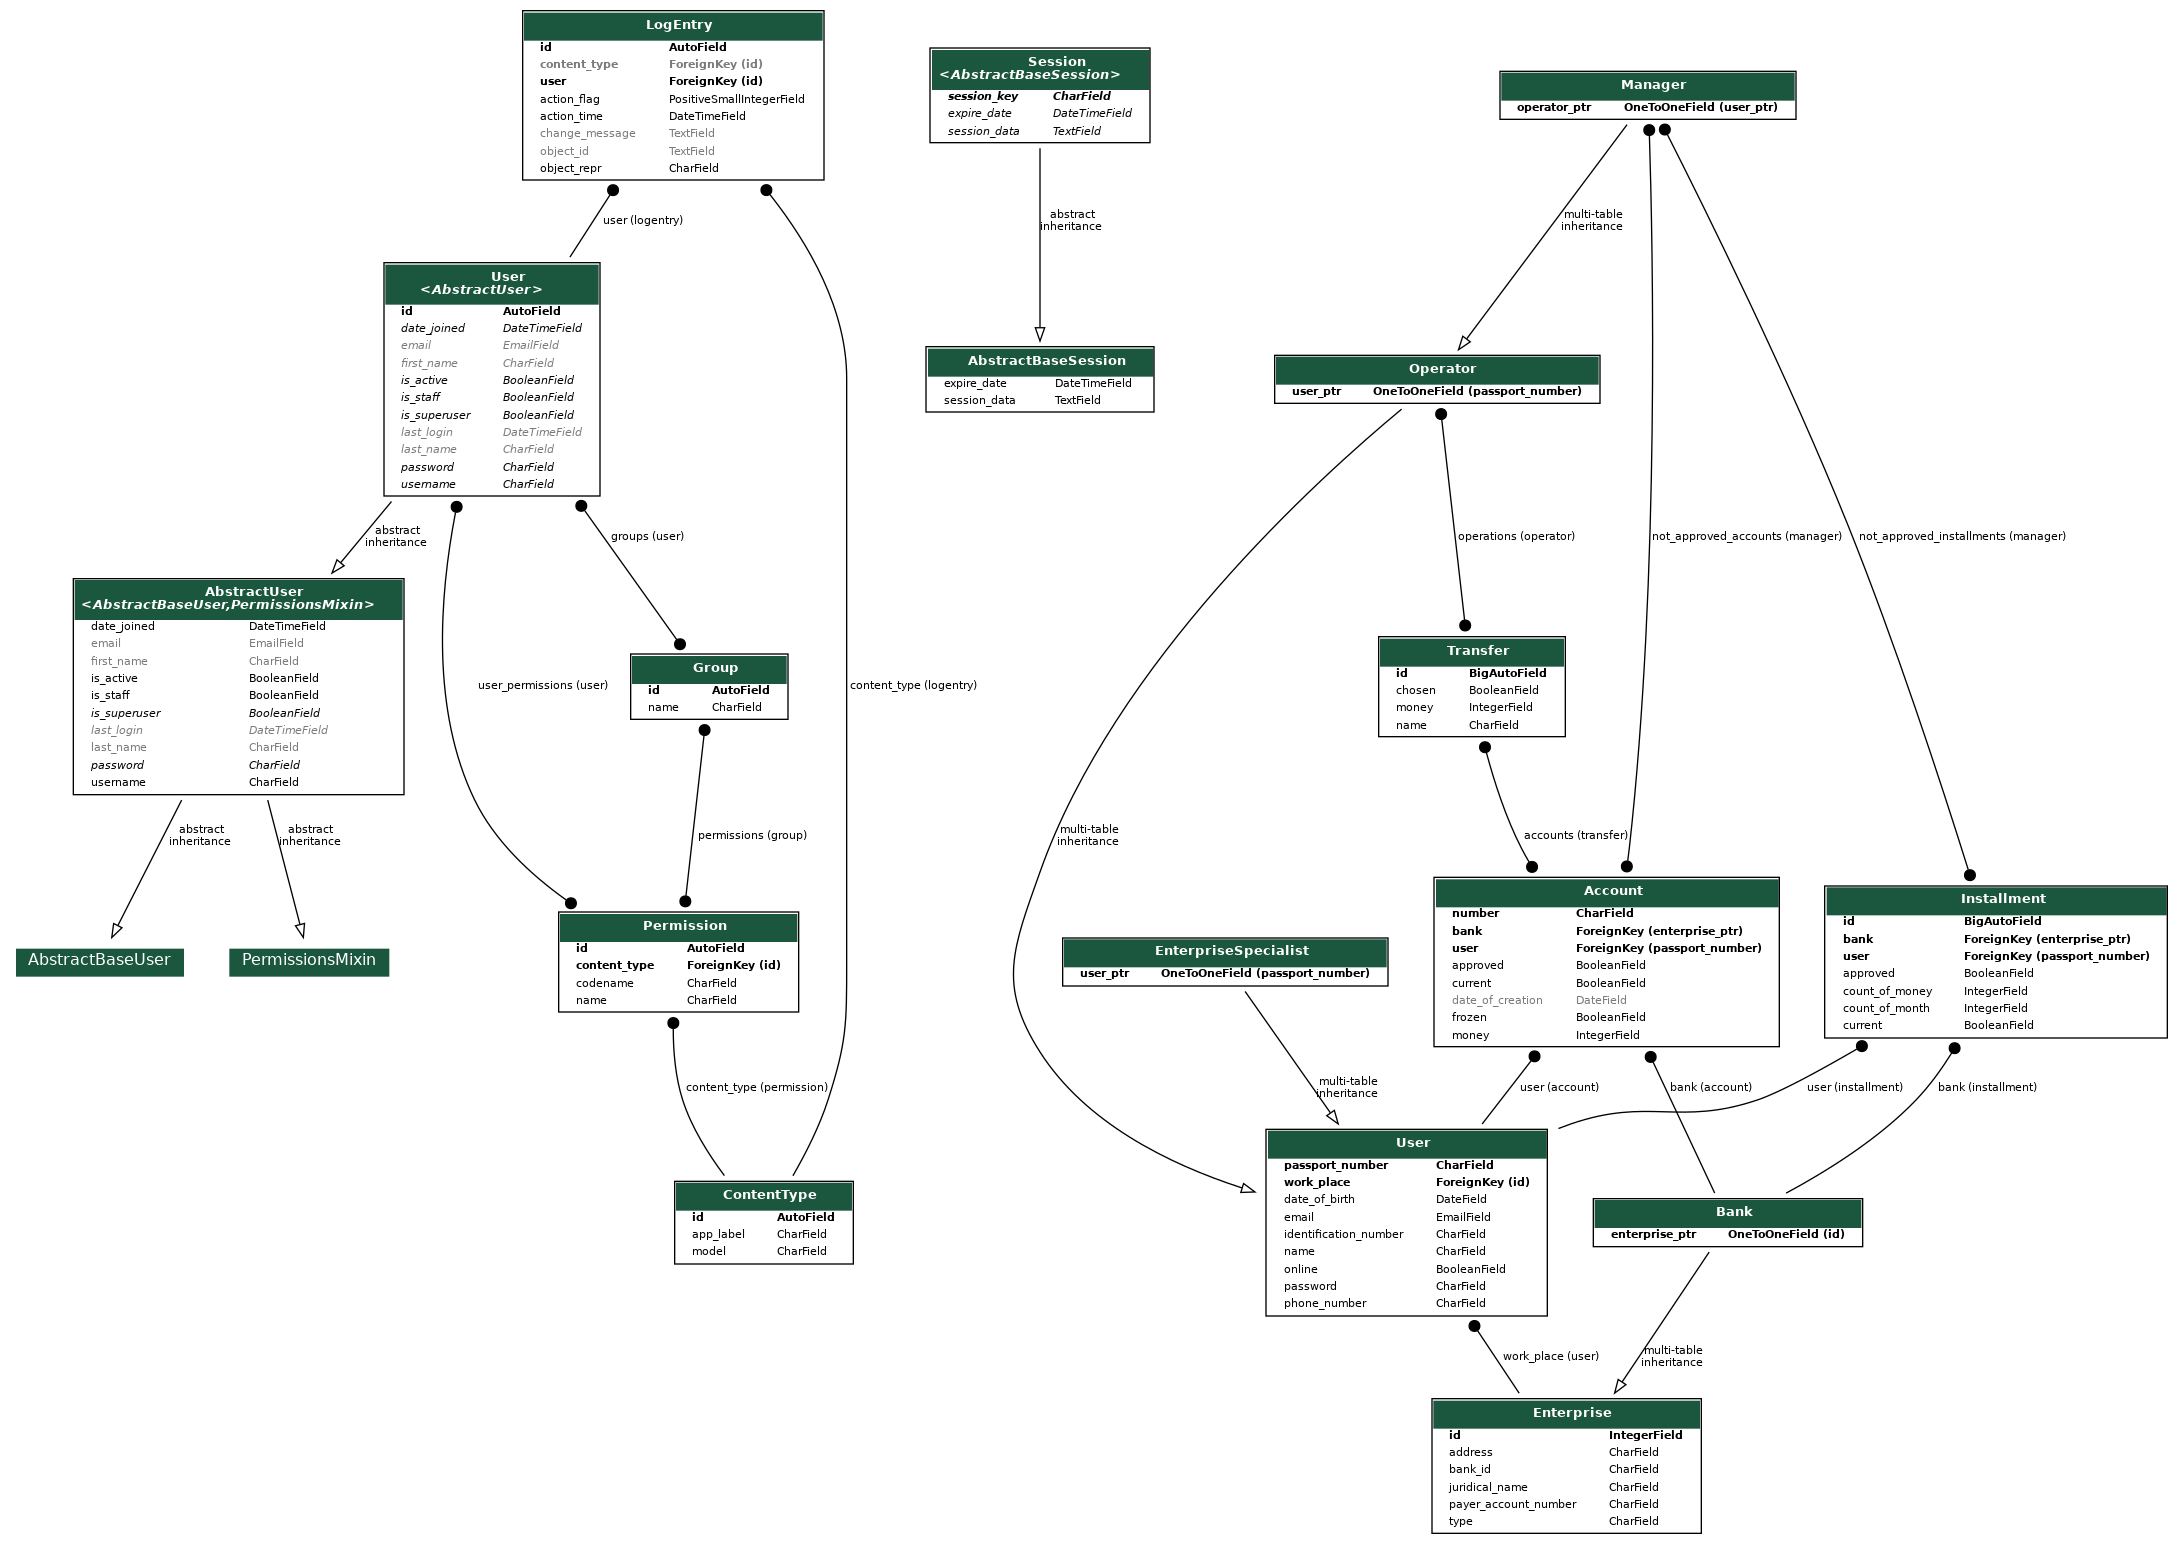 LogEntry
id AutoField
content_type ForeignKey (id)
user ForeignKey (id)
action_flag PositiveSmallIntegerField
action_time DateTimeField
change_message TextField
object_id TextField
object_repr CharField
user (logentry)
User
<AbstractUser>
id AutoField
date_joined DateTimeField
email EmailField
first_name CharField
is_active BooleanField
is_staff BooleanField
is_superuser BooleanField
last_login DateTimeField
last_name CharField
password CharField
username CharField
abstract
inheritance
groups (user)
AbstractUser
<AbstractBaseUser,PermissionsMixin>
date_joined DateTimeField
email EmailField
first_name CharField
is_active BooleanField
is_staff BooleanField
is_superuser BooleanField
last_login DateTimeField
last_name CharField
password CharField
username CharField
abstract
inheritance
abstract
inheritance
AbstractBaseUser
PermissionsMixin
user_permissions (user)
Group
id AutoField
name CharField
permissions (group)
content_type (logentry)
Permission
id AutoField
content_type ForeignKey (id)
codename CharField
name CharField
content_type (permission)
ContentType
id AutoField
app_label CharField
model CharField
Session
<AbstractBaseSession>
session_key CharField
expire_date DateTimeField
session_data TextField
abstract
inheritance
AbstractBaseSession
expire_date DateTimeField
session_data TextField
Manager
operator_ptr OneToOneField (user_ptr)
multi-table
inheritance
Operator
user_ptr OneToOneField (passport_number)
operations (operator)
not_approved_accounts (manager)
not_approved_installments (manager)
Transfer
id BigAutoField
chosen BooleanField
money IntegerField
name CharField
multi-table
inheritance
accounts (transfer)
Account
number CharField
bank ForeignKey (enterprise_ptr)
user ForeignKey (passport_number)
approved BooleanField
current BooleanField
date_of_creation DateField
frozen BooleanField
money IntegerField
Installment
id BigAutoField
bank ForeignKey (enterprise_ptr)
user ForeignKey (passport_number)
approved BooleanField
count_of_money IntegerField
count_of_month IntegerField
current BooleanField
EnterpriseSpecialist
user_ptr OneToOneField (passport_number)
multi-table
inheritance
user (account)
bank (account)
user (installment)
bank (installment)
User
passport_number CharField
work_place ForeignKey (id)
date_of_birth DateField
email EmailField
identification_number CharField
name CharField
online BooleanField
password CharField
phone_number CharField
Bank
enterprise_ptr OneToOneField (id)
work_place (user)
multi-table
inheritance
Enterprise
id IntegerField
address CharField
bank_id CharField
juridical_name CharField
payer_account_number CharField
type CharField